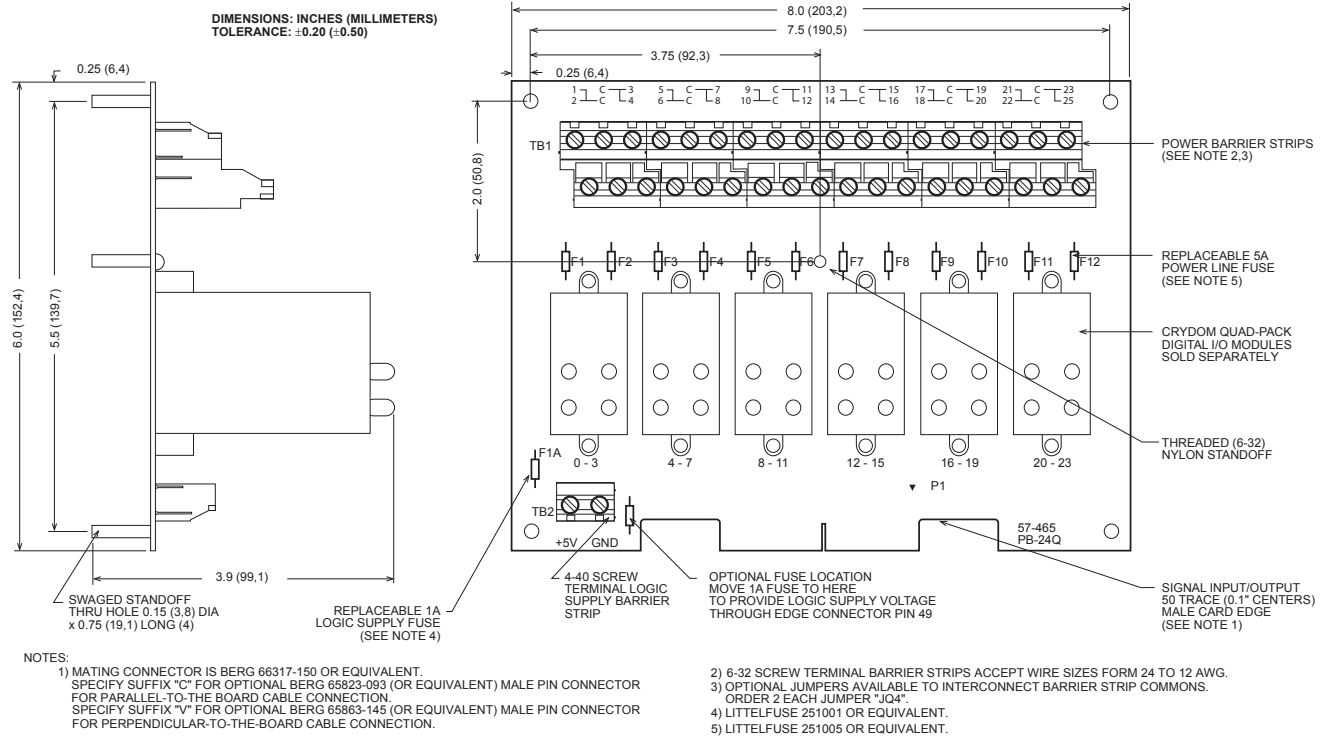 DIMENSIONS: INCHES (MILLIMETERS)
TOLERANCE: ±0.20 (±0.50)
8.0 (203,2)
7.5 (190,5)
3.75 (92,3)
0.25 (6,4)
0.25 (6,4)
1 C 3 5 C 7 9 C 11 13 C 15 17 C 19 21 C 23
2 C 4 6 C 8 10 C 12 14 C 16 18 C 20 22 C 25
TB1
POWER BARRIER STRIPS
(SEE NOTE 2,3)
2.0 (50,8)
6.0 (152,4)
5.5 (139,7)
F1 F2 F3 F4 F5 F6 F7 F8 F9 F10 F11 F12
REPLACEABLE 5A
POWER LINE FUSE
(SEE NOTE 5)
CRYDOM QUAD-PACK
DIGITAL I/O MODULES
SOLD SEPARATELY
THREADED (6-32)
NYLON STANDOFF
F1A
0 - 3 4 - 7 8 - 11 12 - 15 16 - 19 20 - 23
P1
TB2
+5V GND
57-465
PB-24Q
3.9 (99,1)
SWAGED STANDOFF
THRU HOLE 0.15 (3,8) DIA
x 0.75 (19,1) LONG (4)
REPLACEABLE 1A
LOGIC SUPPLY FUSE
(SEE NOTE 4)
4-40 SCREW
TERMINAL LOGIC
SUPPLY BARRIER
STRIP
OPTIONAL FUSE LOCATION
MOVE 1A FUSE TO HERE
TO PROVIDE LOGIC SUPPLY VOLTAGE
THROUGH EDGE CONNECTOR PIN 49
SIGNAL INPUT/OUTPUT
50 TRACE (0.1" CENTERS)
MALE CARD EDGE
(SEE NOTE 1)
NOTES:
1) MATING CONNECTOR IS BERG 66317-150 OR EQUIVALENT.
SPECIFY SUFFIX "C" FOR OPTIONAL BERG 65823-093 (OR EQUIVALENT) MALE PIN CONNECTOR
FOR PARALLEL-TO-THE BOARD CABLE CONNECTION.
SPECIFY SUFFIX "V" FOR OPTIONAL BERG 65863-145 (OR EQUIVALENT) MALE PIN CONNECTOR
FOR PERPENDICULAR-TO-THE-BOARD CABLE CONNECTION.
2) 6-32 SCREW TERMINAL BARRIER STRIPS ACCEPT WIRE SIZES FORM 24 TO 12 AWG.
3) OPTIONAL JUMPERS AVAILABLE TO INTERCONNECT BARRIER STRIP COMMONS.
ORDER 2 EACH JUMPER "JQ4".
4) LITTELFUSE 251001 OR EQUIVALENT.
5) LITTELFUSE 251005 OR EQUIVALENT.